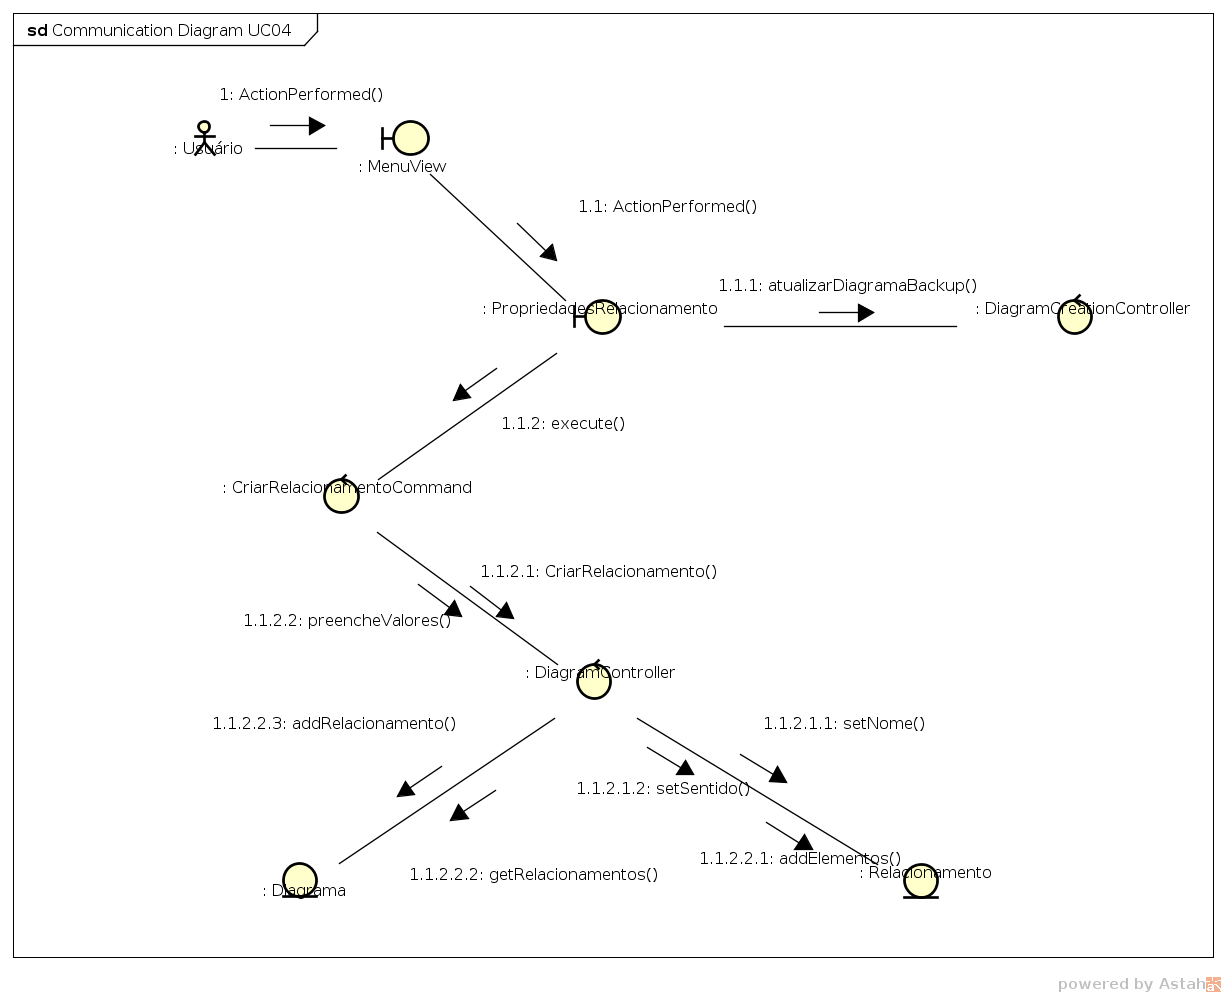 sd Communication Diagram UC04
1: ActionPerformed()
: Usuário
: MenuView
1.1: ActionPerformed()
1.1.1: atualizarDiagramaBackup()
: PropriedadesRelacionamento
: DiagramCreationController
1.1.2: execute()
: CriarRelacionamentoCommand
1.1.2.1: CriarRelacionamento()
1.1.2.2: preencheValores()
: DiagramController
1.1.2.2.3: addRelacionamento()
1.1.2.1.1: setNome()
1.1.2.1.2: setSentido()
1.1.2.2.1: addElementos()
1.1.2.2.2: getRelacionamentos()
: Relacionamento
: Diagrama
powered by Astah